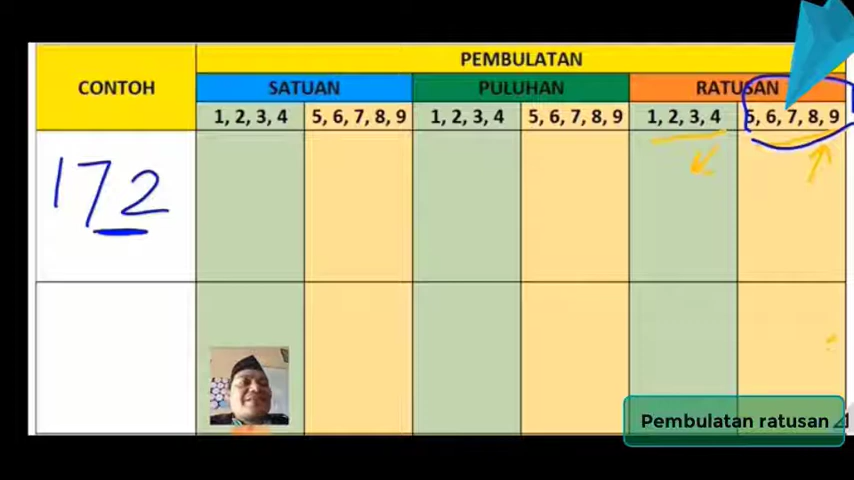 PEMBULATAN
CONTOH
SATUAN PULUHAN RATUSAN
1, 2, 3, 4 5, 6, 7, 8, 9 1, 2, 3, 4 5, 6, 7, 8, 9 1, 2, 3, 4 5, 6, 7, 8, 9
172
Pembulatan ratusan